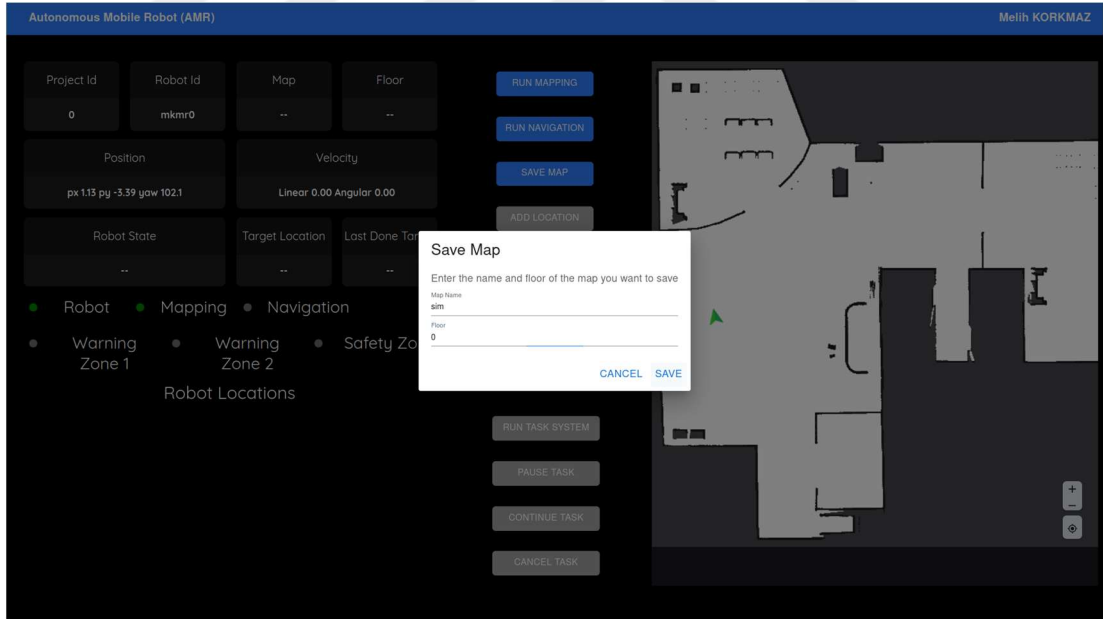 Autonomous Mobile Robot (AMR)
Melih KORKMAZ
Project Id
Robot Id
Map
Floor
0
mkmr0
--
--
Position
Velocity
px 1.13 py -3.39 yaw 102.1
Linear 0.00 Angular 0.00
Robot State
Target Location
Last Done Tar
--
--
--
Robot
Mapping
Navigation
Warning
Zone 1
Warning
Zone 2
Safety Zo
Robot Locations
RUN MAPPING
RUN NAVIGATION
SAVE MAP
ADD LOCATION
Save Map
Enter the name and floor of the map you want to save
Map Name
sim
Floor
0
CANCEL
SAVE
RUN TASK SYSTEM
PAUSE TASK
CONTINUE TASK
CANCEL TASK
+
−